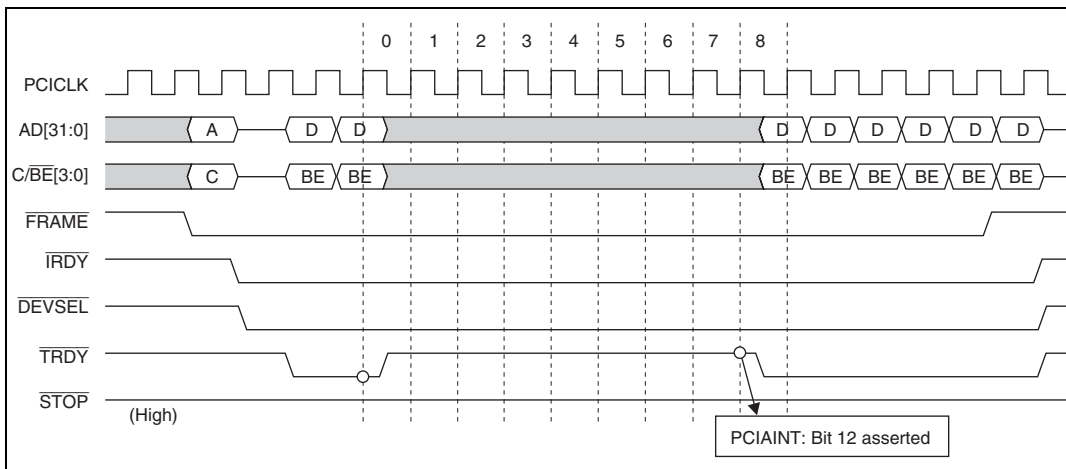 0 1 2 3 4 5 6 7 8
PCICLK
AD[31:0] A D D D D D D D D
C/BE[3:0] C BE BE BE BE BE BE BE BE
FRAME
IRDY
DEVSEL
TRDY
STOP
(High)
PCIAINT: Bit 12 asserted